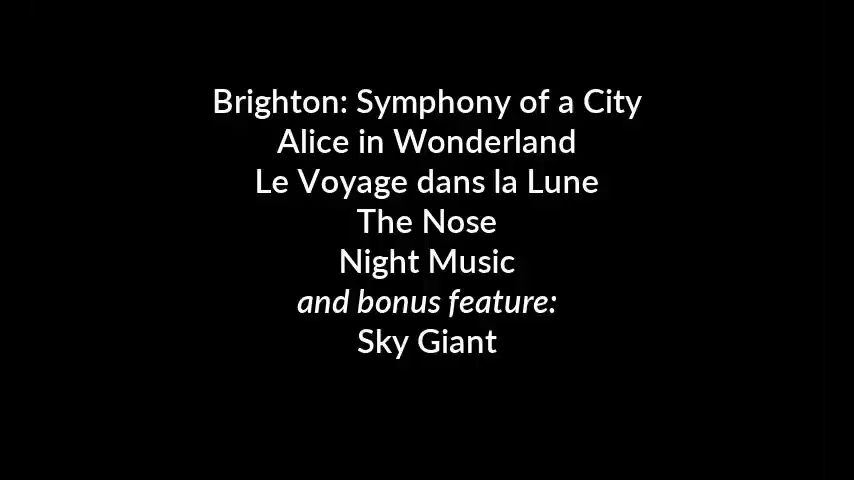 Brighton: Symphony of a City
Alice in Wonderland
Le Voyage dans la Lune
The Nose
Night Music
and bonus feature:
Sky Giant